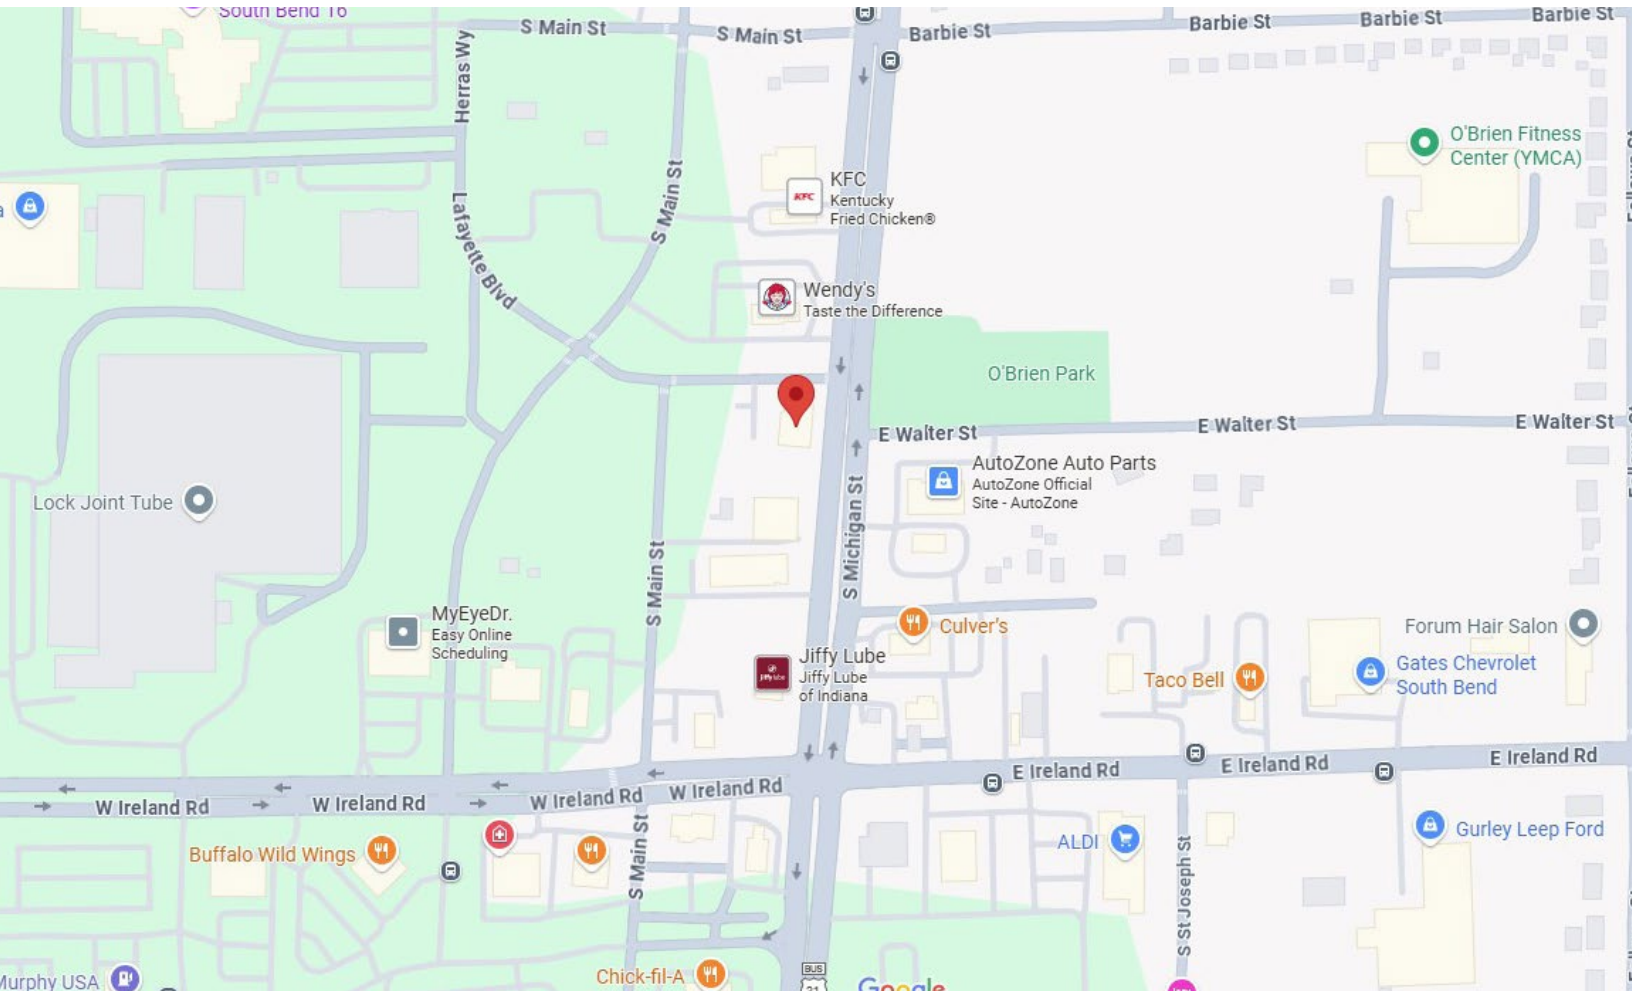 South Bend 16
S Main St
S Main St
Barbie St
Barbie St
Barbie St
Barbie St
Herras Wy
O'Brien Fitness
Center (YMCA)
S Main St
KFC
KFC
Kentucky
Fried Chicken®
Lafayette Blvd
Wendy's
Taste the Difference
O'Brien Park
E Walter St
E Walter St
E Walter St
AutoZone Auto Parts
AutoZone Official
Site - AutoZone
Lock Joint Tube
S Michigan St
S Main St
MyEyeDr.
Easy Online
Scheduling
Culver's
Forum Hair Salon
Jiffy Lube
Jiffy Lube
of Indiana
Taco Bell
Gates Chevrolet
South Bend
E Ireland Rd
E Ireland Rd
E Ireland Rd
W Ireland Rd
W Ireland Rd
W Ireland Rd
W Ireland Rd
Buffalo Wild Wings
S Main St
ALDI
Gurley Leep Ford
S St Joseph St
Murphy USA
Chick-fil-A
BUS
31
Google